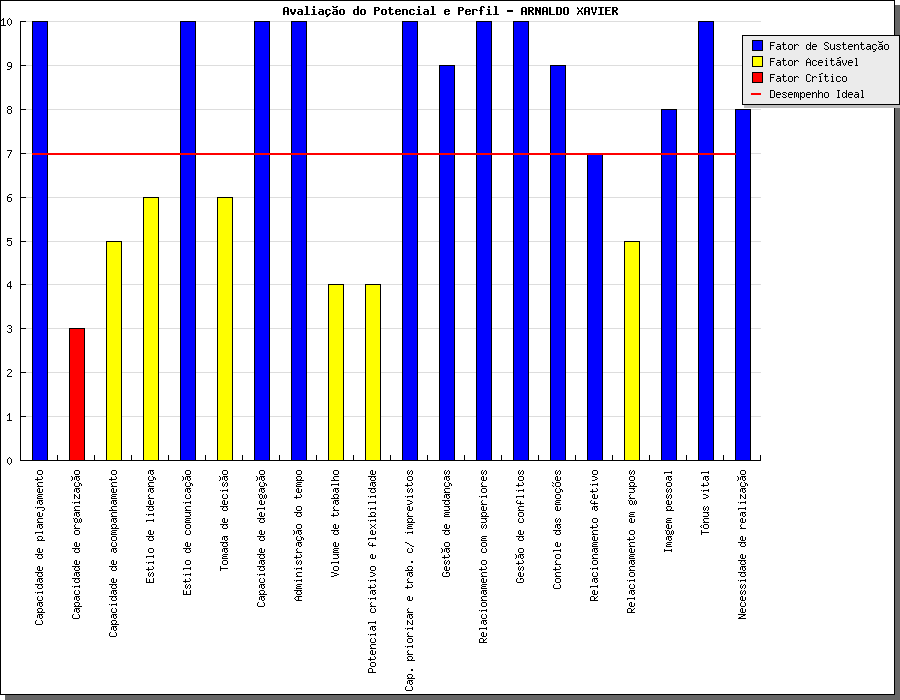 Avaliação do Potencial e Perfil - ARNALDO XAVIER
Fator de Sustentação
Fator Aceitável
Fator Crítico
Desempenho Ideal
10
9
8
7
6
5
4
3
2
1
0
Capacidade de planejamento
Capacidade de organização
Capacidade de acompanhamento
Estilo de liderança
Estilo de comunicação
Tomada de decisão
Capacidade de delegação
Administração do tempo
Volume de trabalho
Potencial criativo e flexibilidade
Cap. priorizar e trab. c/ imprevistos
Gestão de mudanças
Relacionamento com superiores
Gestão de conflitos
Controle das emoções
Relacionamento afetivo
Relacionamento em grupos
Imagem pessoal
Tônus vital
Necessidade de realização